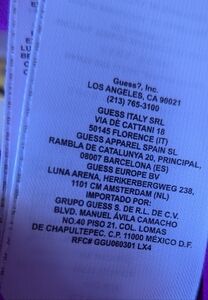 Guess?, Inc.
LOS ANGELES, CA 90021
(213) 765-3100
GUESS ITALY SRL
VIA DE CATTANI 18
50145 FLORENCE (IT)
GUESS APPAREL SPAIN SL
RAMBLA DE CATALUNYA 20, PRINCIPAL,
08007 BARCELONA (ES)
GUESS EUROPE BV
LUNA ARENA, HERIKERBERGWEG 238,
1101 CM AMSTERDAM (NL)
IMPORTADO POR:
GRUPO GUESS S. DE R.L. DE C.V.
BLVD. MANUEL ÁVILA CAMACHO
NO.40 PISO 21, COL. LOMAS
DE CHAPULTEPEC. C.P. 11000 MÉXICO D.F.
RFC# GGU060301 LX4